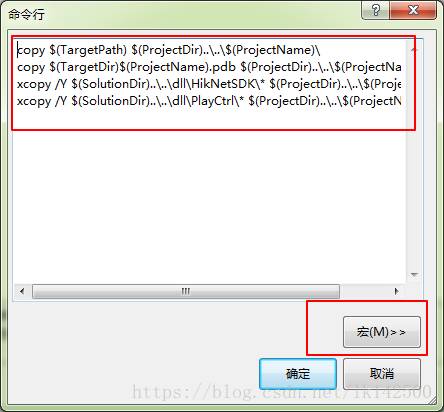 命令行
copy $(TargetPath) $(ProjectDir)..\..\$(ProjectName)\
copy $(TargetDir)$(ProjectName).pdb $(ProjectDir)..\..\$(ProjectNa
xcopy /Y $(SolutionDir)..\..\dll\HikNetSDK\* $(ProjectDir)..\..\$(Proje
xcopy /Y $(SolutionDir)..\..\dll\PlayCtrl\* $(ProjectDir)..\..\$(ProjectN
宏(M)>>
确定
取消
https://blog.csdn.net/lkf42500